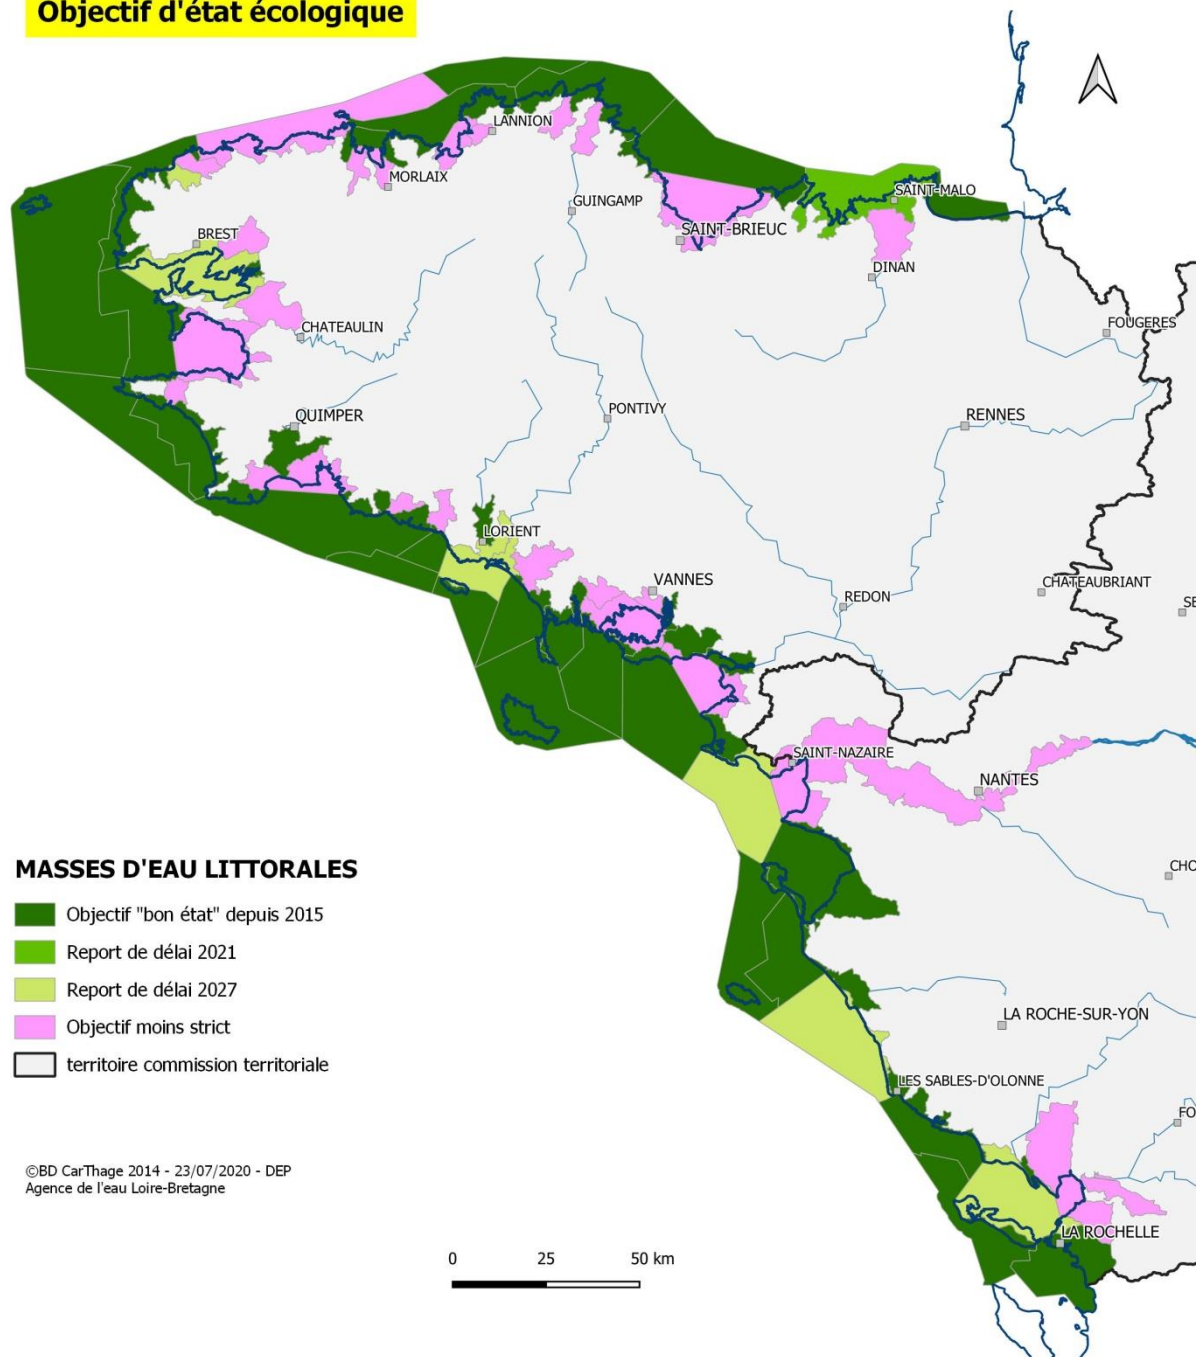 Objectif d'état écologique
LANNION
MORLAIX
GUINGAMP
SAINT-MALO
BREST
SAINT-BRIEUC
DINAN
CHATEAULIN
FOUGERES
QUIMPER
PONTIVY
RENNES
LORIENT
VANNES
CHATEAUBRIANT
REDON
SE
SAINT-NAZAIRE
NANTES
MASSES D'EAU LITTORALES
CHO
Objectif "bon état" depuis 2015
Report de délai 2021
Report de délai 2027
Objectif moins strict
LA ROCHE-SUR-YON
territoire commission territoriale
LES SABLES-D'OLONNE
FO
©BD CarThage 2014 - 23/07/2020 - DEP
Agence de l'eau Loire-Bretagne
LA ROCHELLE
0 25 50 km